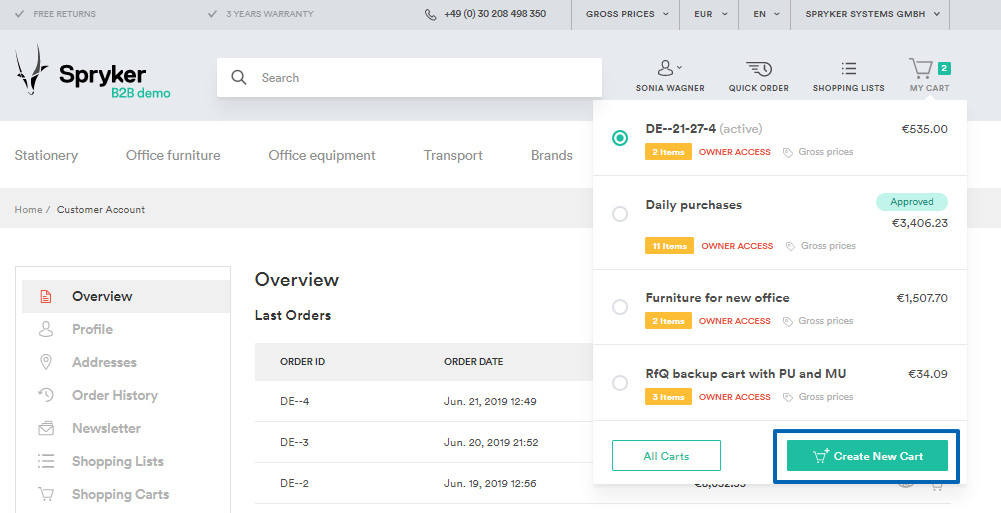 FREE RETURNS 3 YEARS WARRANTY +49 (0) 30 208 498 350 GROSS PRICES EUR EN SPRYKER SYSTEMS GMBH
Spryker
B2B demo
Search
SONIA WAGNER QUICK ORDER SHOPPING LISTS 2 MY CART
DE--21-27-4 (active) €535.00
2 Items OWNER ACCESS Gross prices
Stationery Office furniture Office equipment Transport Brands
Approved
Daily purchases €3,406.23
11 Items OWNER ACCESS Gross prices
Home / Customer Account
Furniture for new office €1,507.70
2 Items OWNER ACCESS Gross prices
RfQ backup cart with PU and MU €34.09
3 Items OWNER ACCESS Gross prices
All Carts Create New Cart
Overview
Profile
Addresses
Order History
Newsletter
Shopping Lists
Shopping Carts
Overview
Last Orders
ORDER ID ORDER DATE
DE--4 Jun. 21, 2019 12:49
DE--3 Jun. 20, 2019 21:52
DE--2 Jun. 19, 2019 12:56